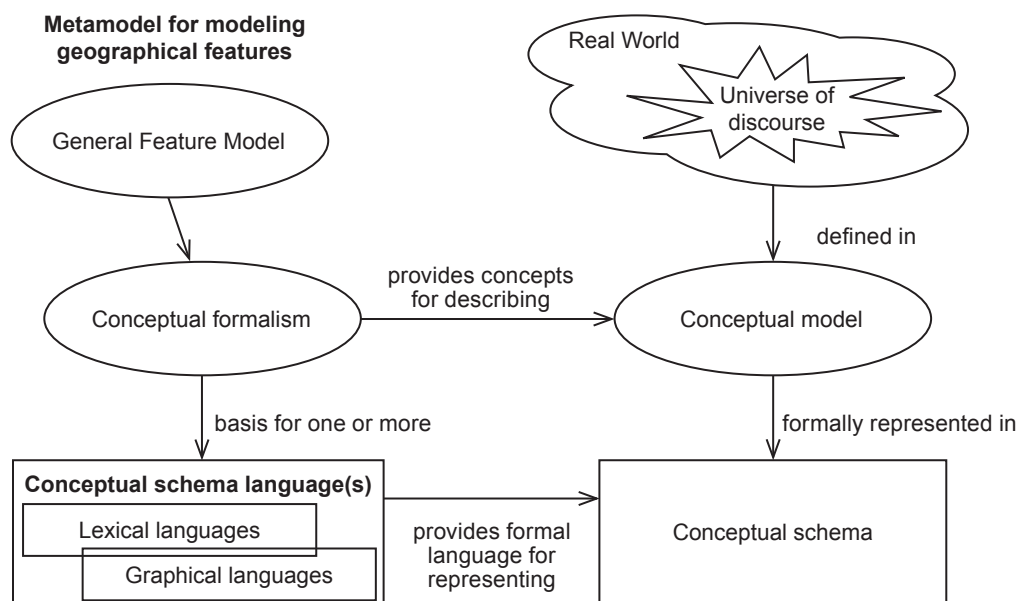 Metamodel for modeling
geographical features
General Feature Model
Real World
Universe of
discourse
defined in
Conceptual formalism
provides concepts
for describing
Conceptual model
basis for one or more
formally represented in
Conceptual schema language(s)
Lexical languages
Graphical languages
provides formal
language for
representing
Conceptual schema